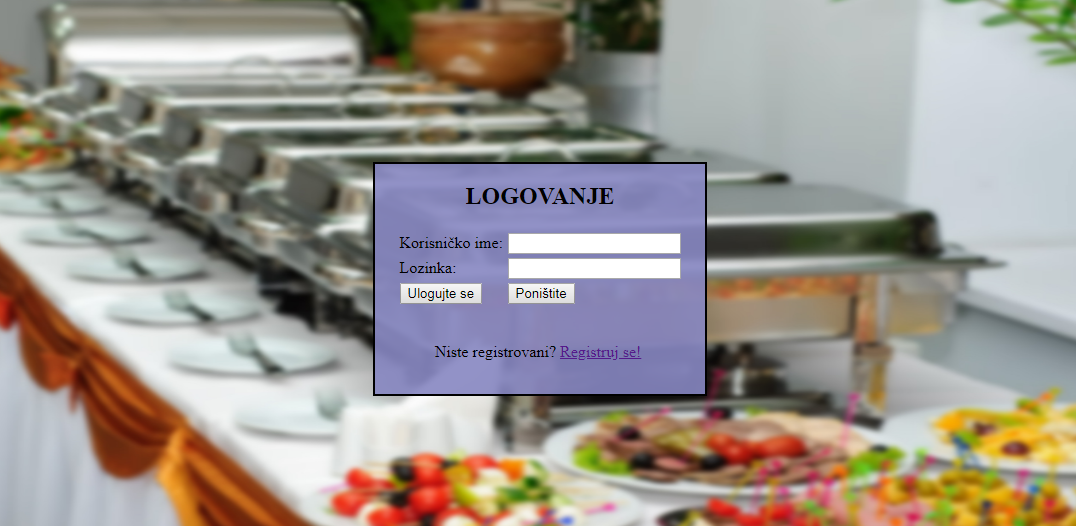 LOGOVANJE
Korisničko ime:
Lozinka:
Ulogujte se Poništite
Niste registrovani? Registruj se!